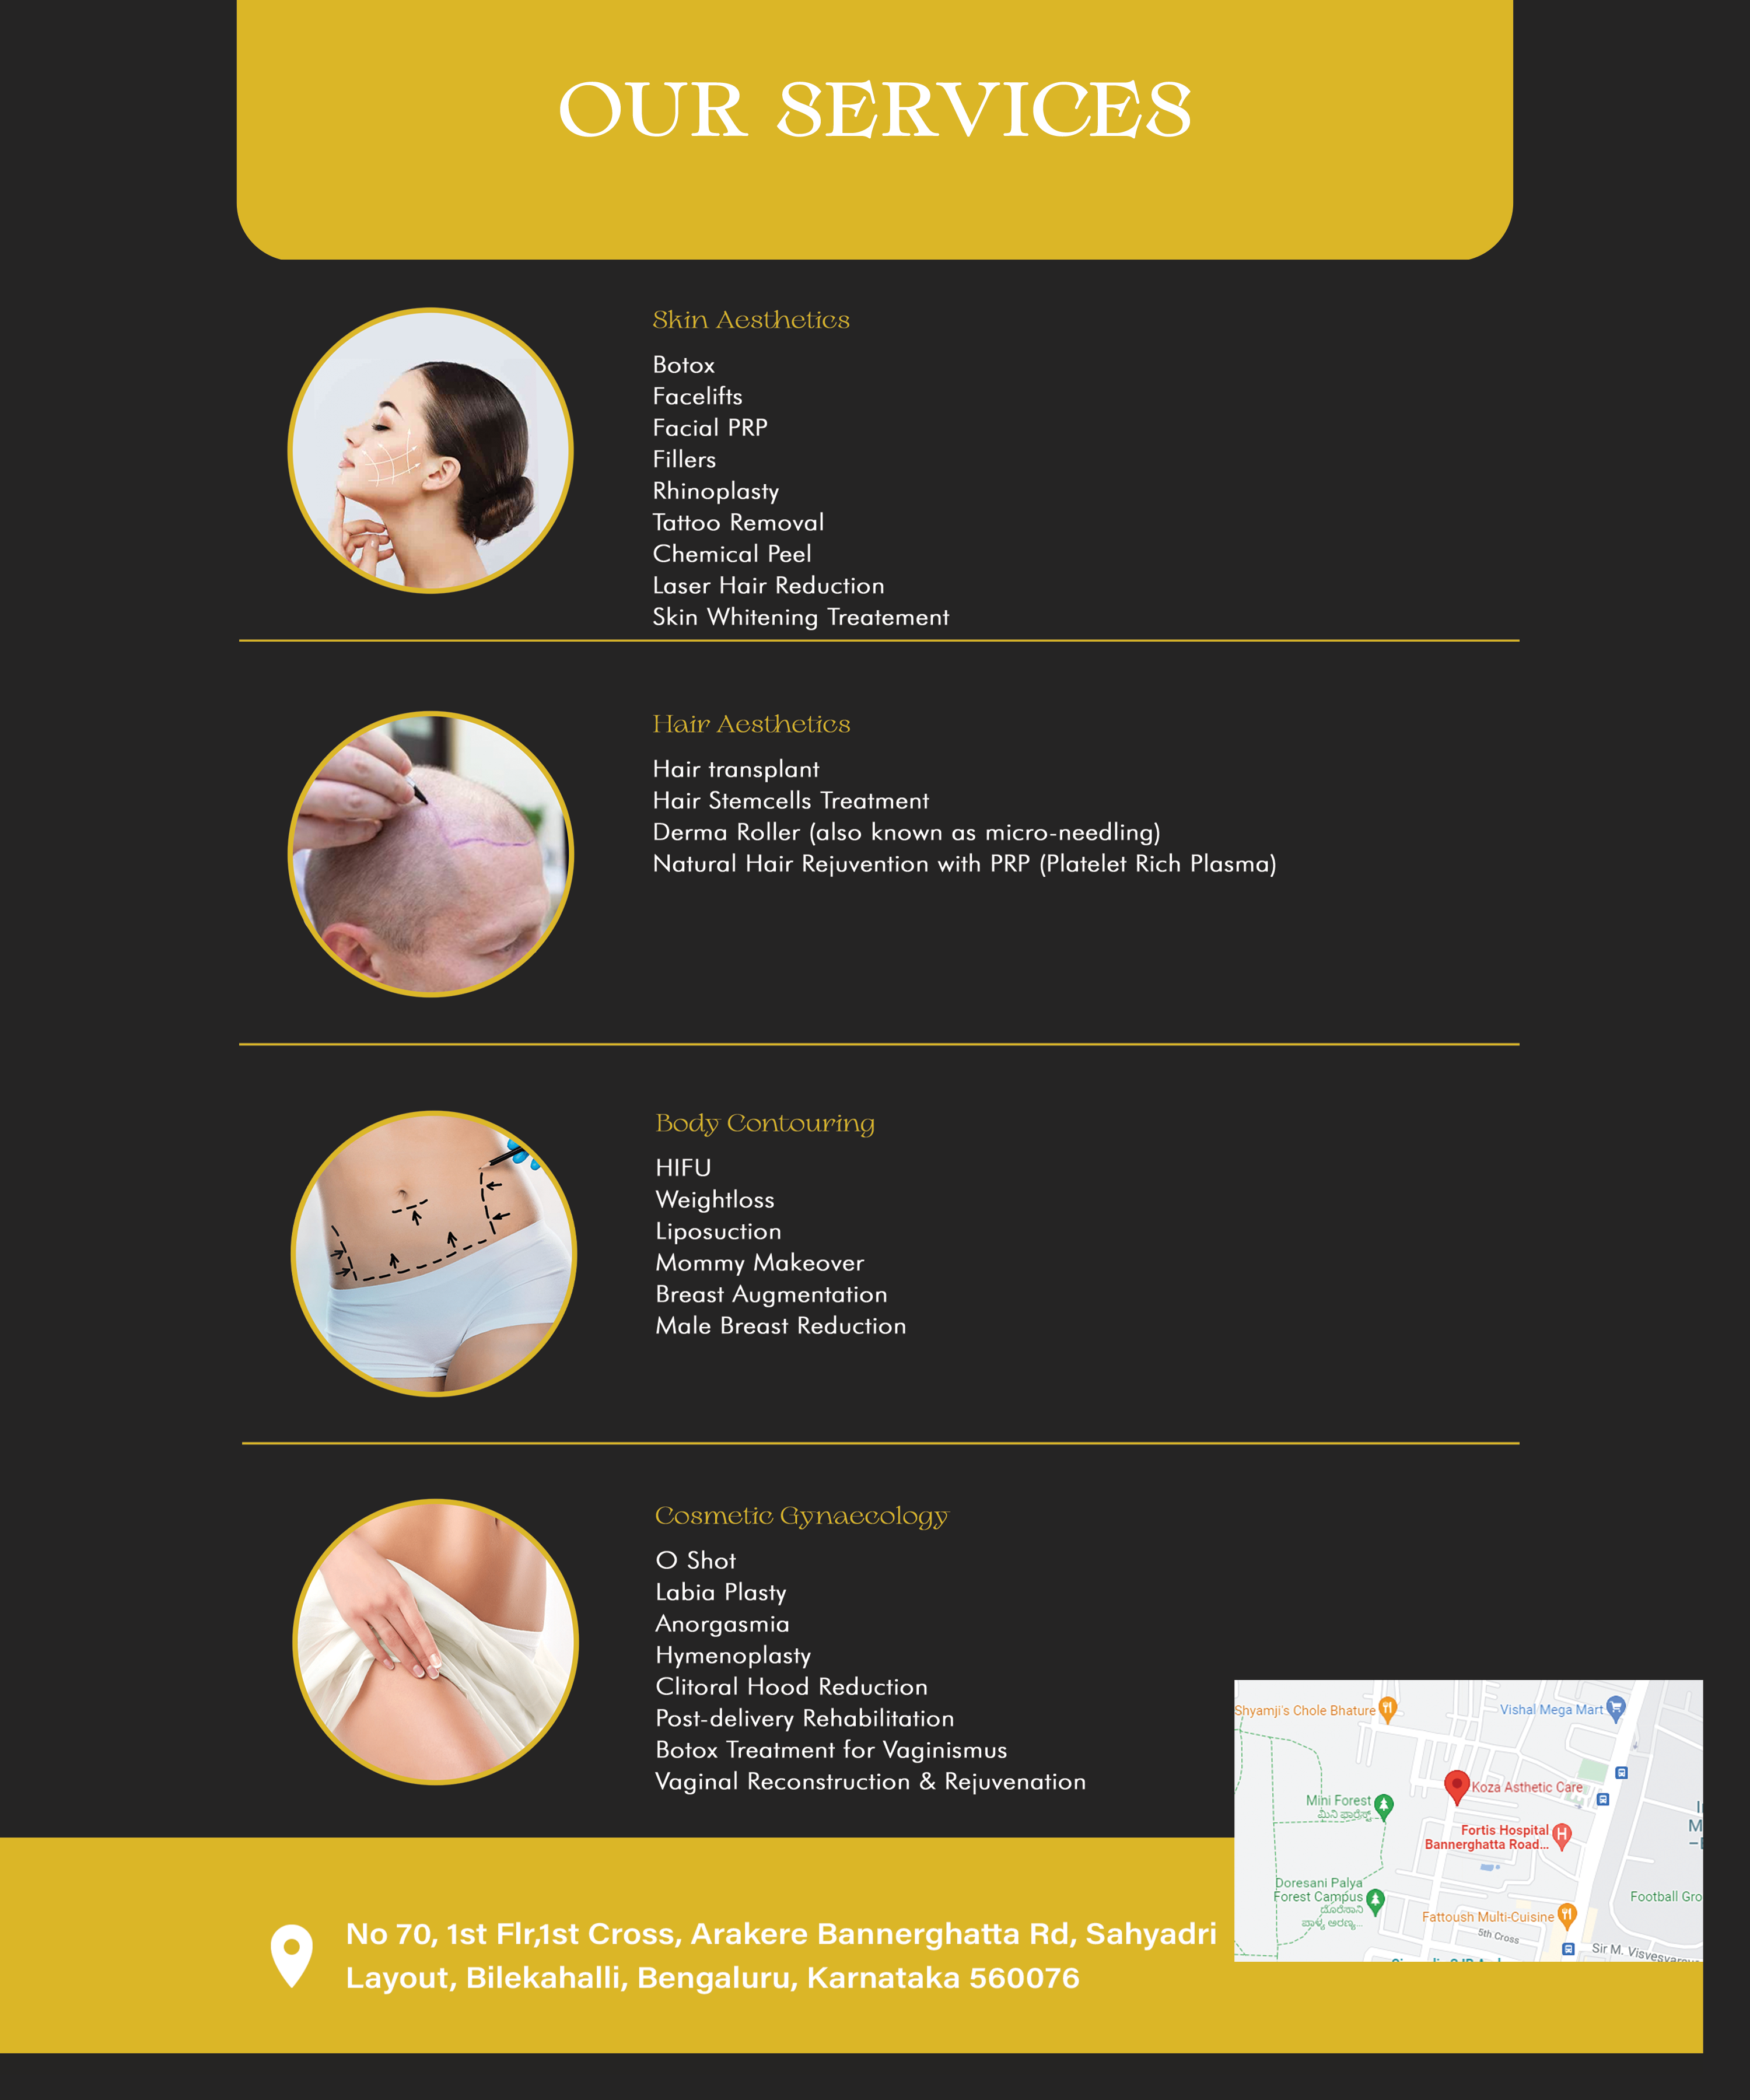 OUR SERVICES
Skin Aesthetics
Botox
Facelifts
Facial PRP
Fillers
Rhinoplasty
Tattoo Removal
Chemical Peel
Laser Hair Reduction
Skin Whitening Treatement
Hair Aesthetics
Hair transplant
Hair Stemcells Treatment
Derma Roller (also known as micro-needling)
Natural Hair Rejuvention with PRP (Platelet Rich Plasma)
Body Contouring
HIFU
Weightloss
Liposuction
Mommy Makeover
Breast Augmentation
Male Breast Reduction
Cosmetic Gynaecology
O Shot
Labia Plasty
Anorgasmia
Hymenoplasty
Clitoral Hood Reduction
Post-delivery Rehabilitation
Botox Treatment for Vaginismus
Vaginal Reconstruction & Rejuvenation
Shyamji's Chole Bhature
Vishal Mega Mart
Koza Asthetic Care
Mini Forest
ಮಿನಿ ಫಾರೆಸ್ಟ್
Fortis Hospital
Bannerghatta Road...
Doresani Palya
Forest Campus
ದೊರೆಸಾನಿ
ಪಾಳ್ಯ ಅರಣ್ಯ...
Football Gro
Fattoush Multi-Cuisine
5th Cross
Sir M. Visvesvaraya
No 70, 1st Flr,1st Cross, Arakere Bannerghatta Rd, Sahyadri
Layout, Bilekahalli, Bengaluru, Karnataka 560076